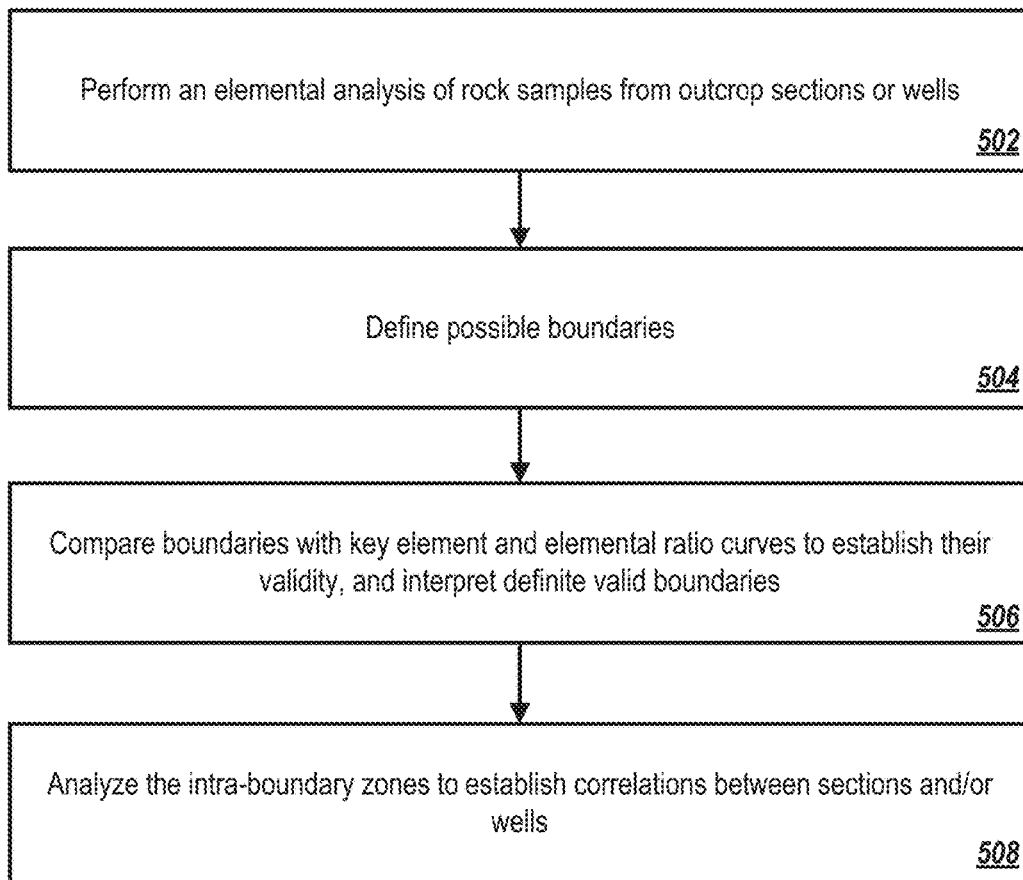 Perform an elemental analysis of rock samples from outcrop sections or wells
502
Define possible boundaries
504
Compare boundaries with key element and elemental ratio curves to establish their
validity, and interpret definite valid boundaries
506
Analyze the intra-boundary zones to establish correlations between sections and/or
wells
508